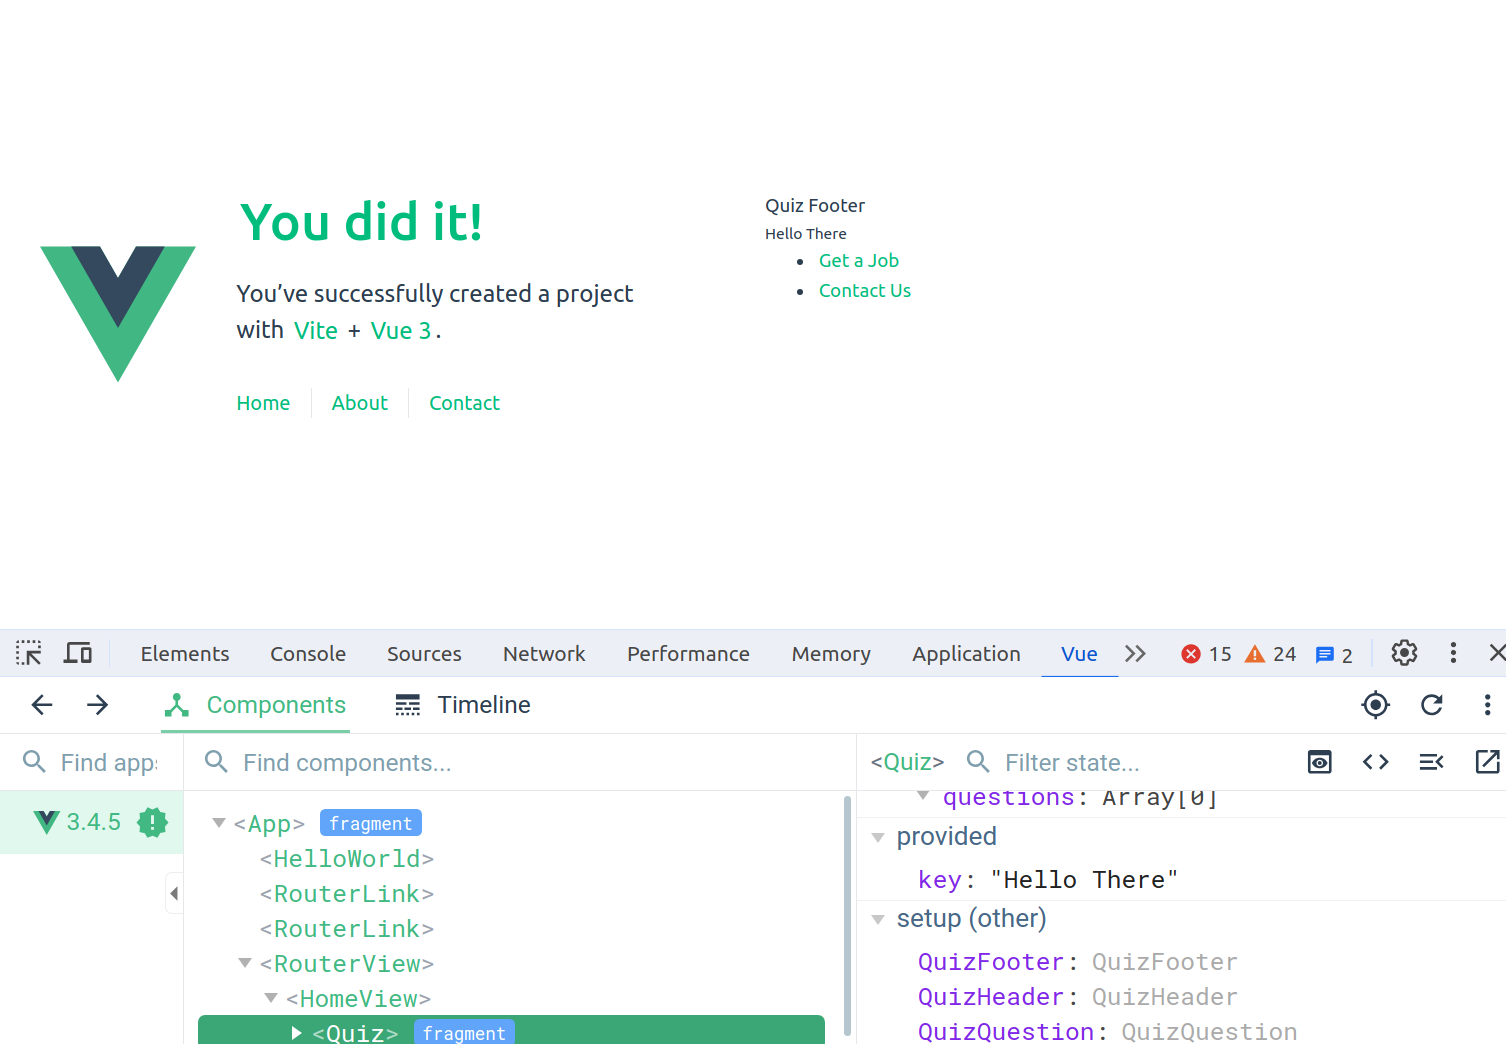 You did it!
You’ve successfully created a project
with Vite + Vue 3.
Home
About
Contact
Quiz Footer
Hello There
Get a Job
Contact Us
Elements Console Sources Network Performance Memory Application Vue 15 24 2
Components Timeline
Find apps
Find components...
<Quiz> Filter state...
3.4.5
<App> fragment
<HelloWorld>
<RouterLink>
<RouterLink>
<RouterView>
<HomeView>
<Quiz> fragment
questions: Array[0]
provided
key: "Hello There"
setup (other)
QuizFooter: QuizFooter
QuizHeader: QuizHeader
QuizQuestion: QuizQuestion